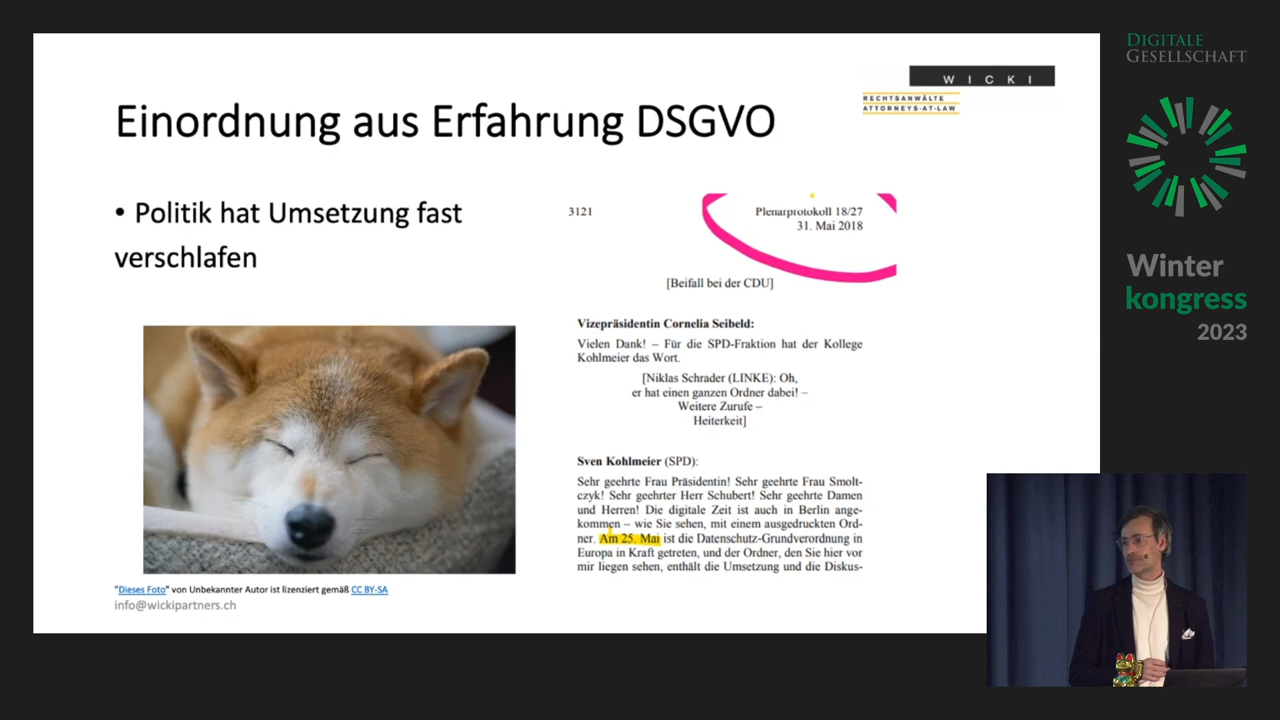 Einordnung aus Erfahrung DSGVO
W I C K I
RECHTSANWÄLTE
ATTORNEYS-AT-LAW
• Politik hat Umsetzung fast
verschlafen
3121
Plenarprotokoll 18/27
31. Mai 2018
[Beifall bei der CDU]
Vizepräsidentin Cornelia Seibeld:
Vielen Dank! – Für die SPD-Fraktion hat der Kollege
Kohlmeier das Wort.
[Niklas Schrader (LINKE): Oh,
er hat einen ganzen Ordner dabei! –
Weitere Zurufe –
Heiterkeit]
Sven Kohlmeier (SPD):
Sehr geehrte Frau Präsidentin! Sehr geehrte Frau Smolt-
czyk! Sehr geehrter Herr Schubert! Sehr geehrte Damen
und Herren! Die digitale Zeit ist auch in Berlin ange-
kommen – wie Sie sehen, mit einem ausgedruckten Ord-
ner. Am 25. Mai ist die Datenschutz-Grundverordnung in
Europa in Kraft getreten, und der Ordner, den Sie hier vor
mir liegen sehen, enthält die Umsetzung und die Diskus-
"Dieses Foto" von Unbekannter Autor ist lizenziert gemäß CC BY-SA
info@wickipartners.ch
DIGITALE
GESELLSCHAFT
Winter
kongress
2023